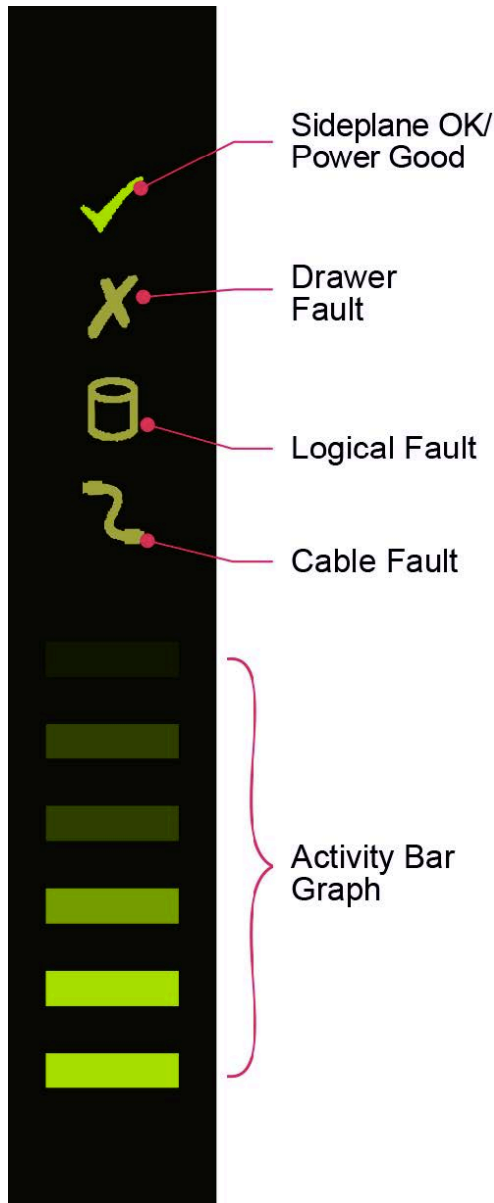 Sideplane OK/
Power Good
Drawer
Fault
Logical Fault
Cable Fault
Activity Bar
Graph